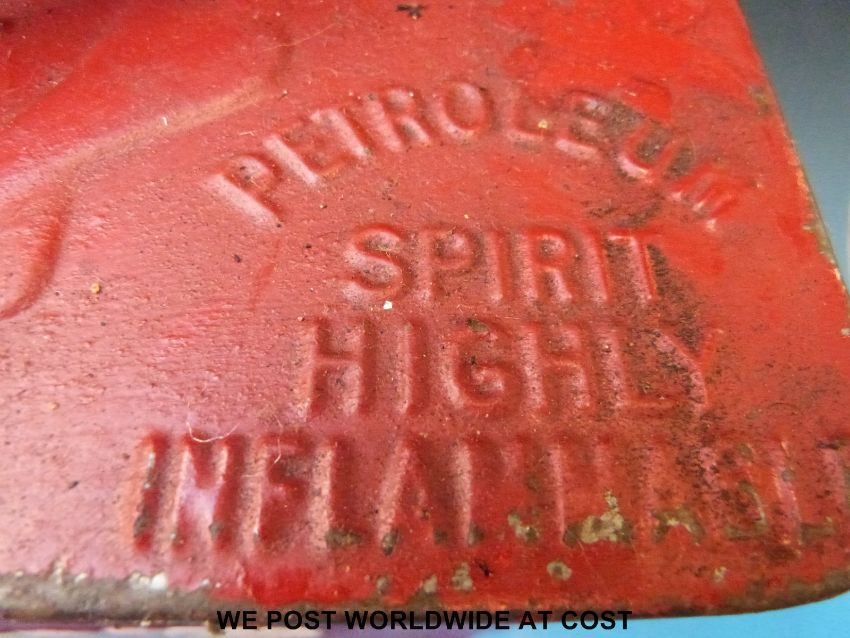 PETROLEUM
SPIRIT
HIGHLY
INFLAMMABLE
WE POST WORLDWIDE AT COST